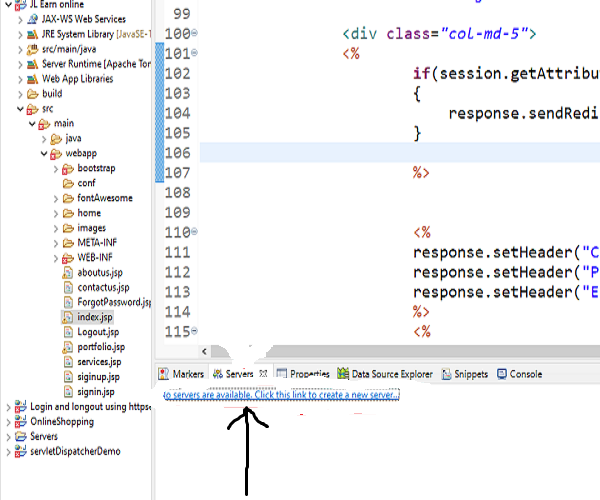 JL Earn online
JAX-WS Web Services
JRE System Library [JavaSE-1
src/main/java
Server Runtime [Apache Tom
Web App Libraries
build
src
main
java
webapp
bootstrap
conf
fontAwesome
home
images
META-INF
WEB-INF
aboutus.jsp
contactus.jsp
ForgotPassword.jsp
index.jsp
Logout.jsp
portfolio.jsp
services.jsp
siginup.jsp
signin.jsp
Login and longout using https
OnlineShopping
Servers
servletDispatcherDemo
99
100 <div class="col-md-5">
101 <%
102 if(session.getAttribu
103 {
104 response.sendRedi
105 }
106
107 %>
108
109
110 <%
111 response.setHeader("C
112 response.setHeader("P
113 response.setHeader("E
114 %>
115 <%
Markers Servers Properties Data Source Explorer Snippets Console
No servers are available. Click this link to create a new server...